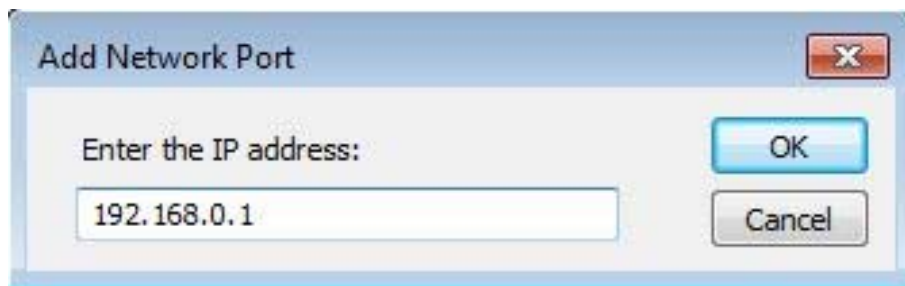 Add Network Port
Enter the IP address:
OK
192.168.0.1
Cancel